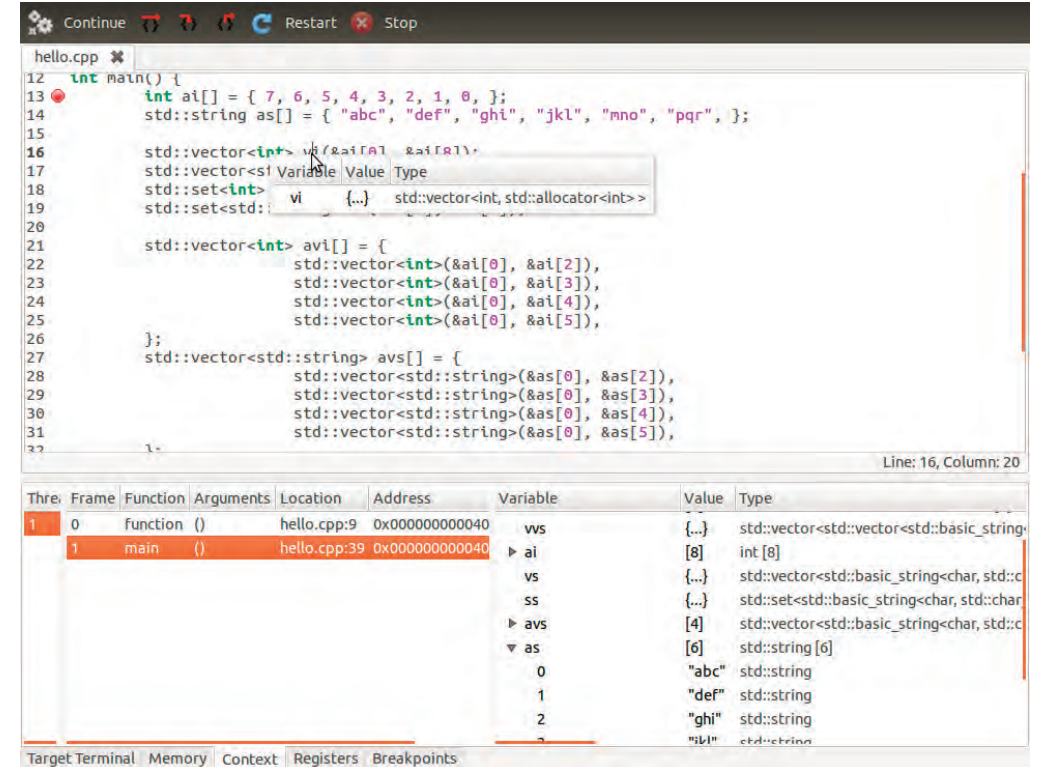 Continue Restart Stop
hello.cpp
12 int main() {
13 int ai[] = { 7, 6, 5, 4, 3, 2, 1, 0, };
14 std::string as[] = { "abc", "def", "ghi", "jkl", "mno", "pqr", };
15
16 std::vector<int> vi(&ai[0], &ai[8]);
17 std::vector<st
18 std::set<int>
19 std::set<std::
Variable Value Type
vi {...} std::vector<int, std::allocator<int> >
20
21 std::vector<int> avi[] = {
22 std::vector<int>(&ai[0], &ai[2]),
23 std::vector<int>(&ai[0], &ai[3]),
24 std::vector<int>(&ai[0], &ai[4]),
25 std::vector<int>(&ai[0], &ai[5]),
26 };
27 std::vector<std::string> avs[] = {
28 std::vector<std::string>(&as[0], &as[2]),
29 std::vector<std::string>(&as[0], &as[3]),
30 std::vector<std::string>(&as[0], &as[4]),
31 std::vector<std::string>(&as[0], &as[5]),
32 };
Line: 16, Column: 20
Threa Frame Function Arguments Location Address
1 0 function () hello.cpp:9 0x000000000040
1 main () hello.cpp:39 0x000000000040
Variable Value Type
vvs {...} std::vector<std::vector<std::basic_string<
ai [8] int [8]
vs {...} std::vector<std::basic_string<char, std::c
ss {...} std::set<std::basic_string<char, std::char
avs [4] std::vector<std::basic_string<char, std::c
as [6] std::string [6]
0 "abc" std::string
1 "def" std::string
2 "ghi" std::string
3 "jkl" std::string
Target Terminal Memory Context Registers Breakpoints